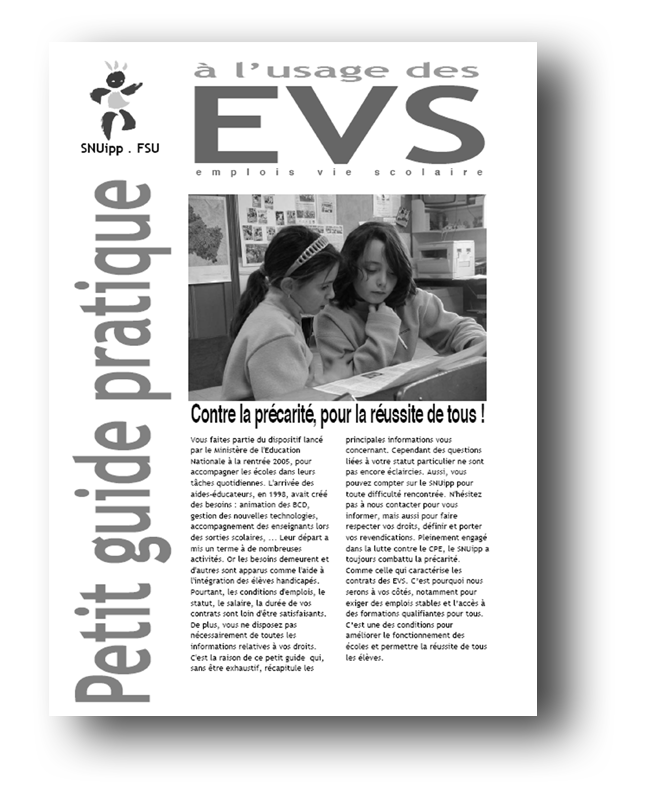 à l'usage des
EVS
emplois vie scolaire
SNUipp . FSU
Petit guide pratique
Contre la précarité, pour la réussite de tous !
Vous faites partie du dispositif lancé
par le Ministère de l'Education
Nationale à la rentrée 2005, pour
accompagner les écoles dans leurs
tâches quotidiennes. L'arrivée des
aides-éducateurs, en 1998, avait créé
des besoins : animation des BCD,
gestion des nouvelles technologies,
accompagnement des enseignants lors
des sorties scolaires, ... Leur départ a
mis un terme à de nombreuses
activités. Or les besoins demeurent et
d'autres sont apparus comme l'aide à
l'intégration des élèves handicapés.
Pourtant, les conditions d'emplois, le
statut, le salaire, la durée de vos
contrats sont loin d'être satisfaisants.
De plus, vous ne disposez pas
nécessairement de toutes les
informations relatives à vos droits.
C'est la raison de ce petit guide qui,
sans être exhaustif, récapitule les
principales informations vous
concernant. Cependant des questions
liées à votre statut particulier ne sont
pas encore éclaircies. Aussi, vous
pouvez compter sur le SNUipp pour
toute difficulté rencontrée. N'hésitez
pas à nous contacter pour vous
informer, mais aussi pour faire
respecter vos droits, définir et porter
vos revendications. Pleinement engagé
dans la lutte contre le CPE, le SNUipp a
toujours combattu la précarité.
Comme celle qui caractérise les
contrats des EVS. C'est pourquoi nous
serons à vos côtés, notamment pour
exiger des emplois stables et l'accès à
des formations qualifiantes pour tous.
C'est une des conditions pour
améliorer le fonctionnement des
écoles et permettre la réussite de tous
les élèves.